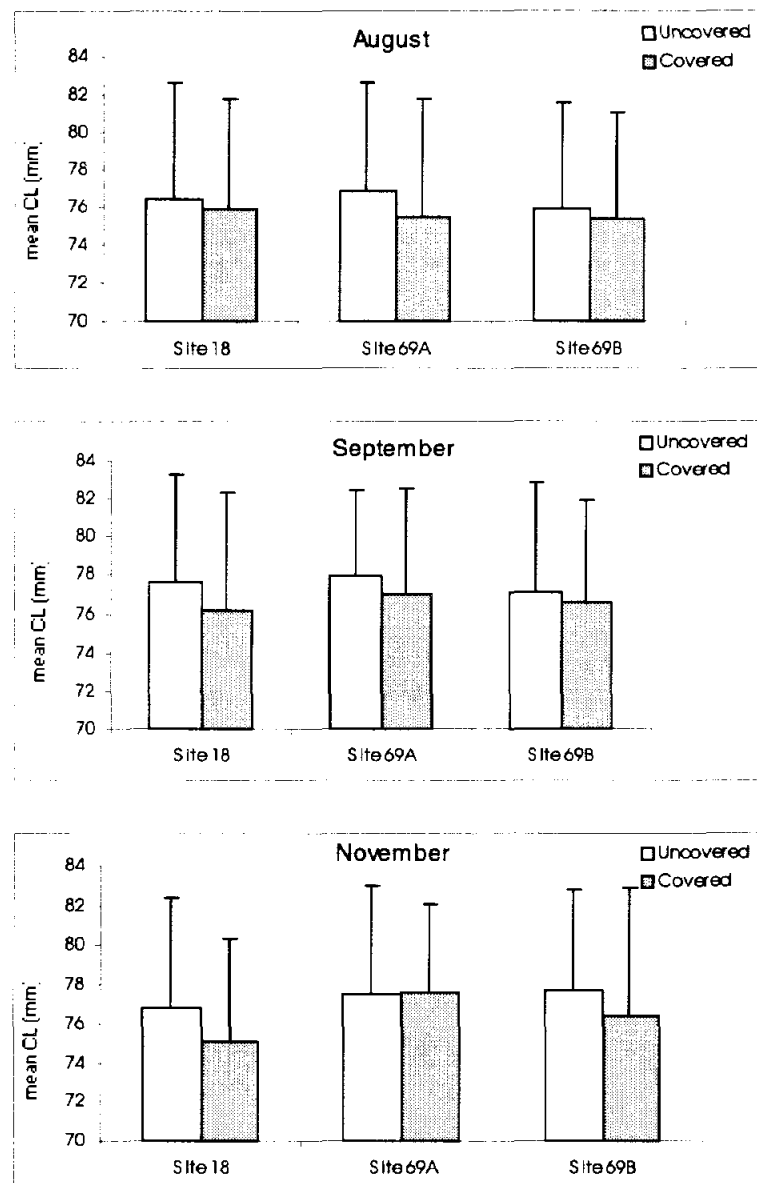 August
Uncovered
Covered
mean CL (mm)
84
82
80
78
76
74
72
70
Site 18
Site 69A
Site 69B
September
Uncovered
Covered
mean CL (mm)
84
82
80
78
76
74
72
70
Site 18
Site 69A
Site 69B
November
Uncovered
Covered
mean CL (mm)
84
82
80
78
76
74
72
70
Site 18
Site 69A
Site 69B